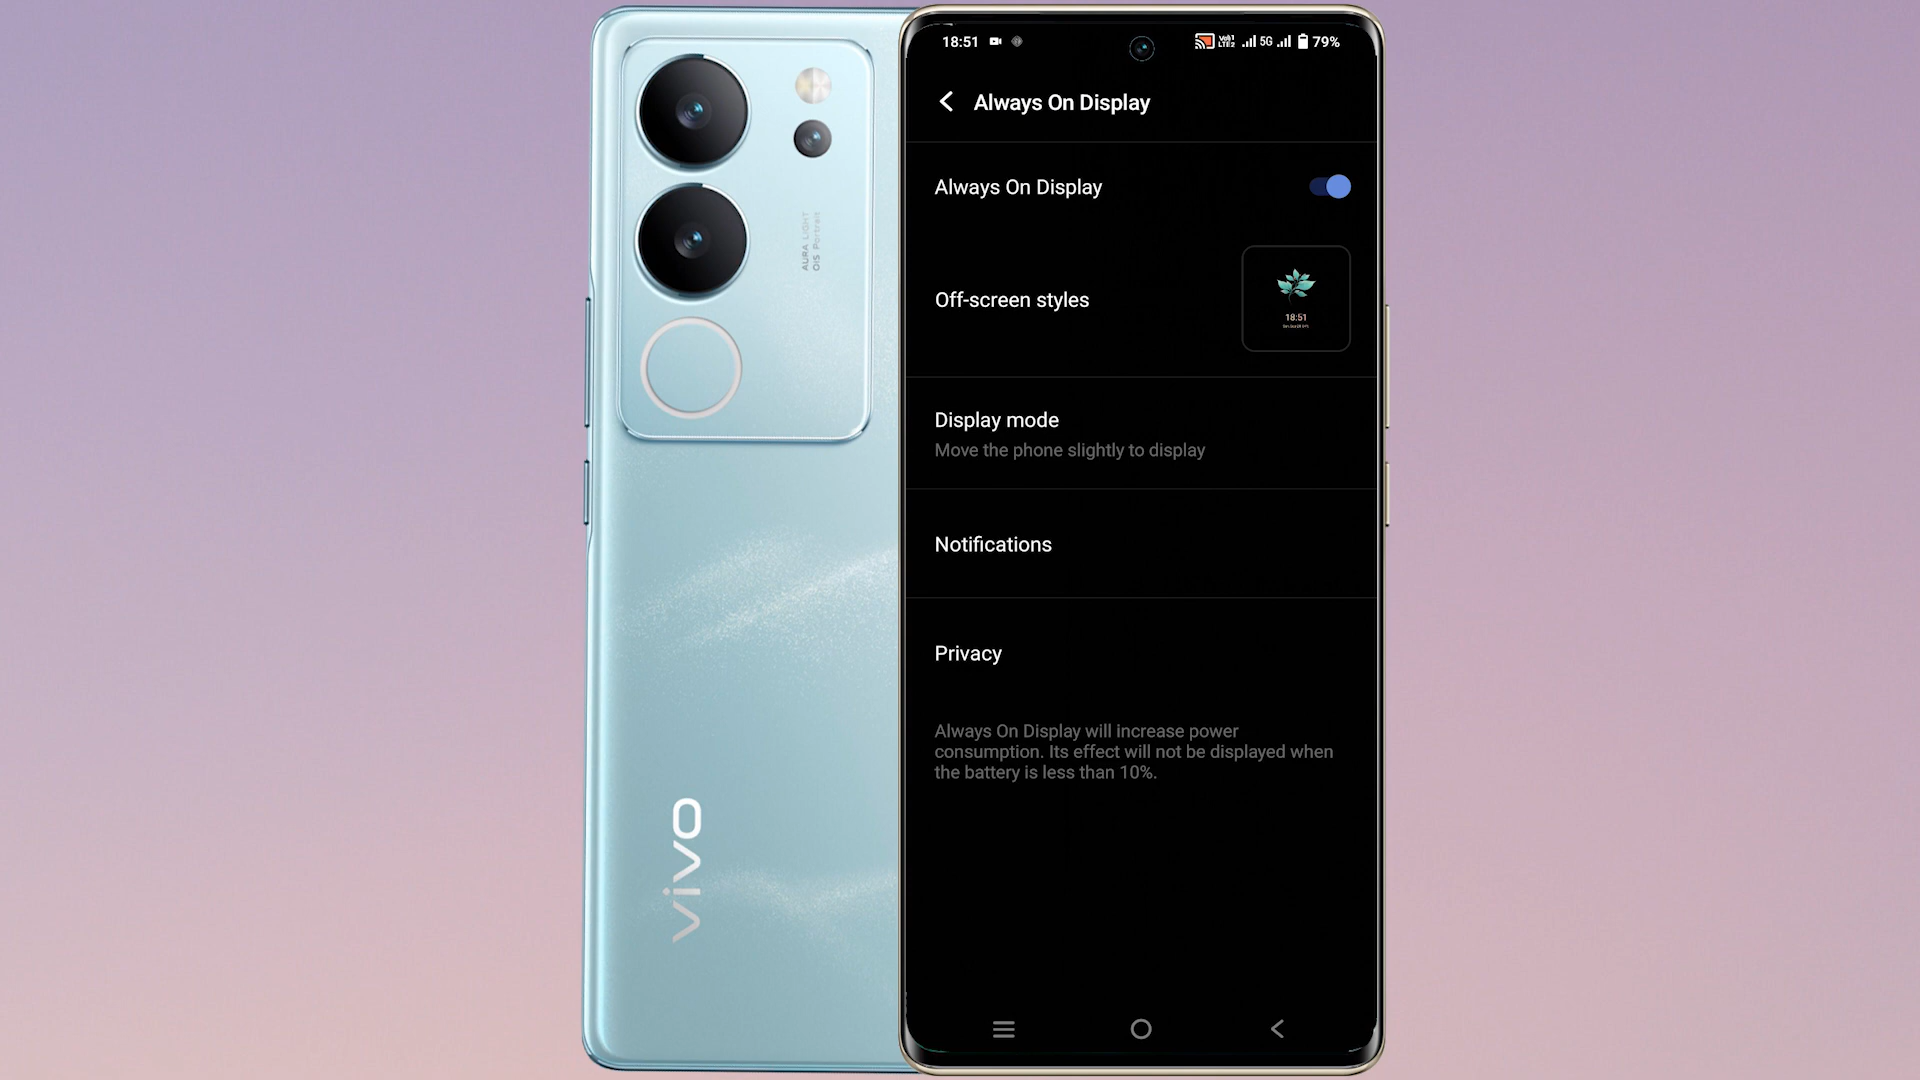 AURA LIGHT
OIS Portrait
vivo
18:51
5G
79%
Always On Display
Always On Display
Off-screen styles
18:51
Display mode
Move the phone slightly to display
Notifications
Privacy
Always On Display will increase power
consumption. Its effect will not be displayed when
the battery is less than 10%.